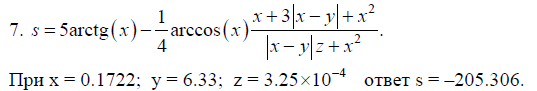 7. s = 5arctg(x) − 1/4 arccos(x) (x + 3|x − y| + x²)/(|x − y|z + x²).
При x = 0.1722; y = 6.33; z = 3.25×10⁻⁴ ответ s = –205.306.